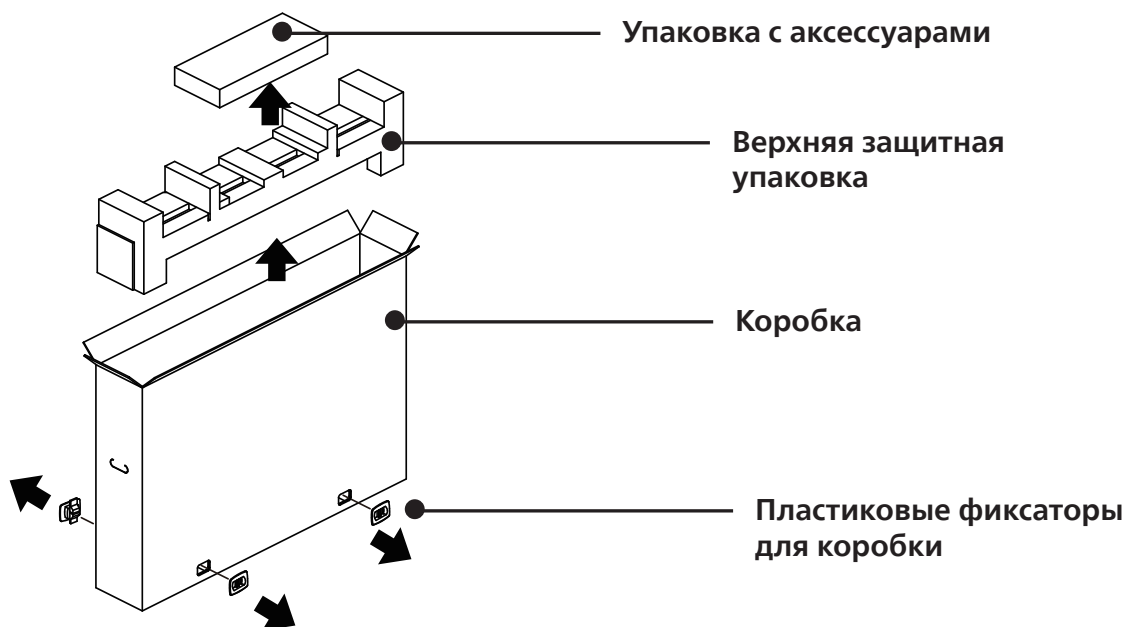 Упаковка с аксессуарами
Верхняя защитная
упаковка
Коробка
Пластиковые фиксаторы
для коробки